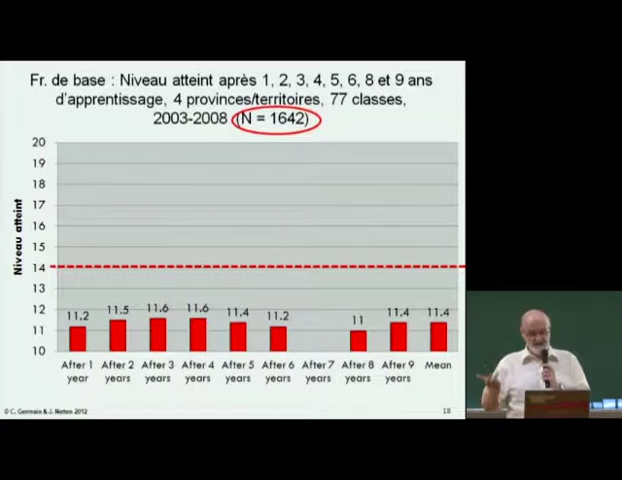 Fr. de base : Niveau atteint après 1, 2, 3, 4, 5, 6, 8 et 9 ans
d'apprentissage, 4 provinces/territoires, 77 classes,
2003-2008 (N = 1642)
Niveau atteint
20
19
18
17
16
15
14
13
12
11
10
11.2
11.5
11.6
11.6
11.4
11.2
11
11.4
11.4
After 1
year
After 2
years
After 3
years
After 4
years
After 5
years
After 6
years
After 7
years
After 8
years
After 9
years
Mean
© C. Germain & J. Netten 2012
18